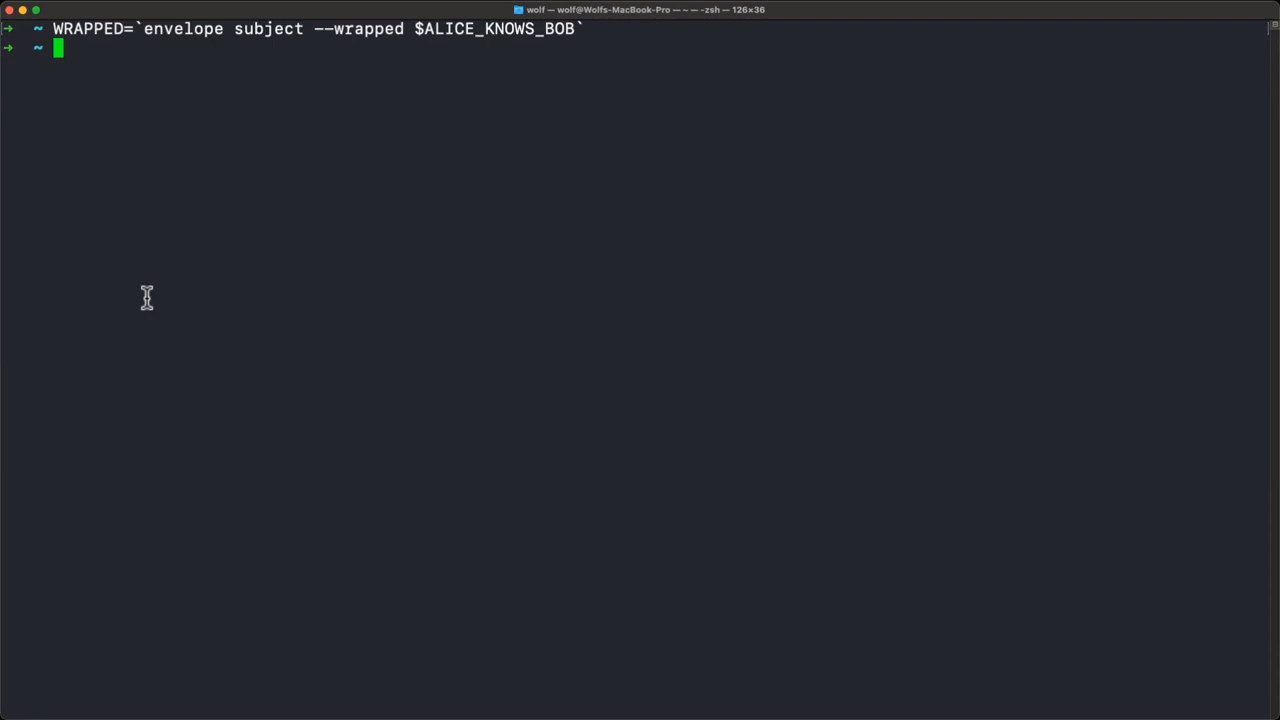 wolf — wolf@Wolfs-MacBook-Pro — ~ — -zsh — 126×36
➜ ~ WRAPPED=`envelope subject --wrapped $ALICE_KNOWS_BOB`
➜ ~